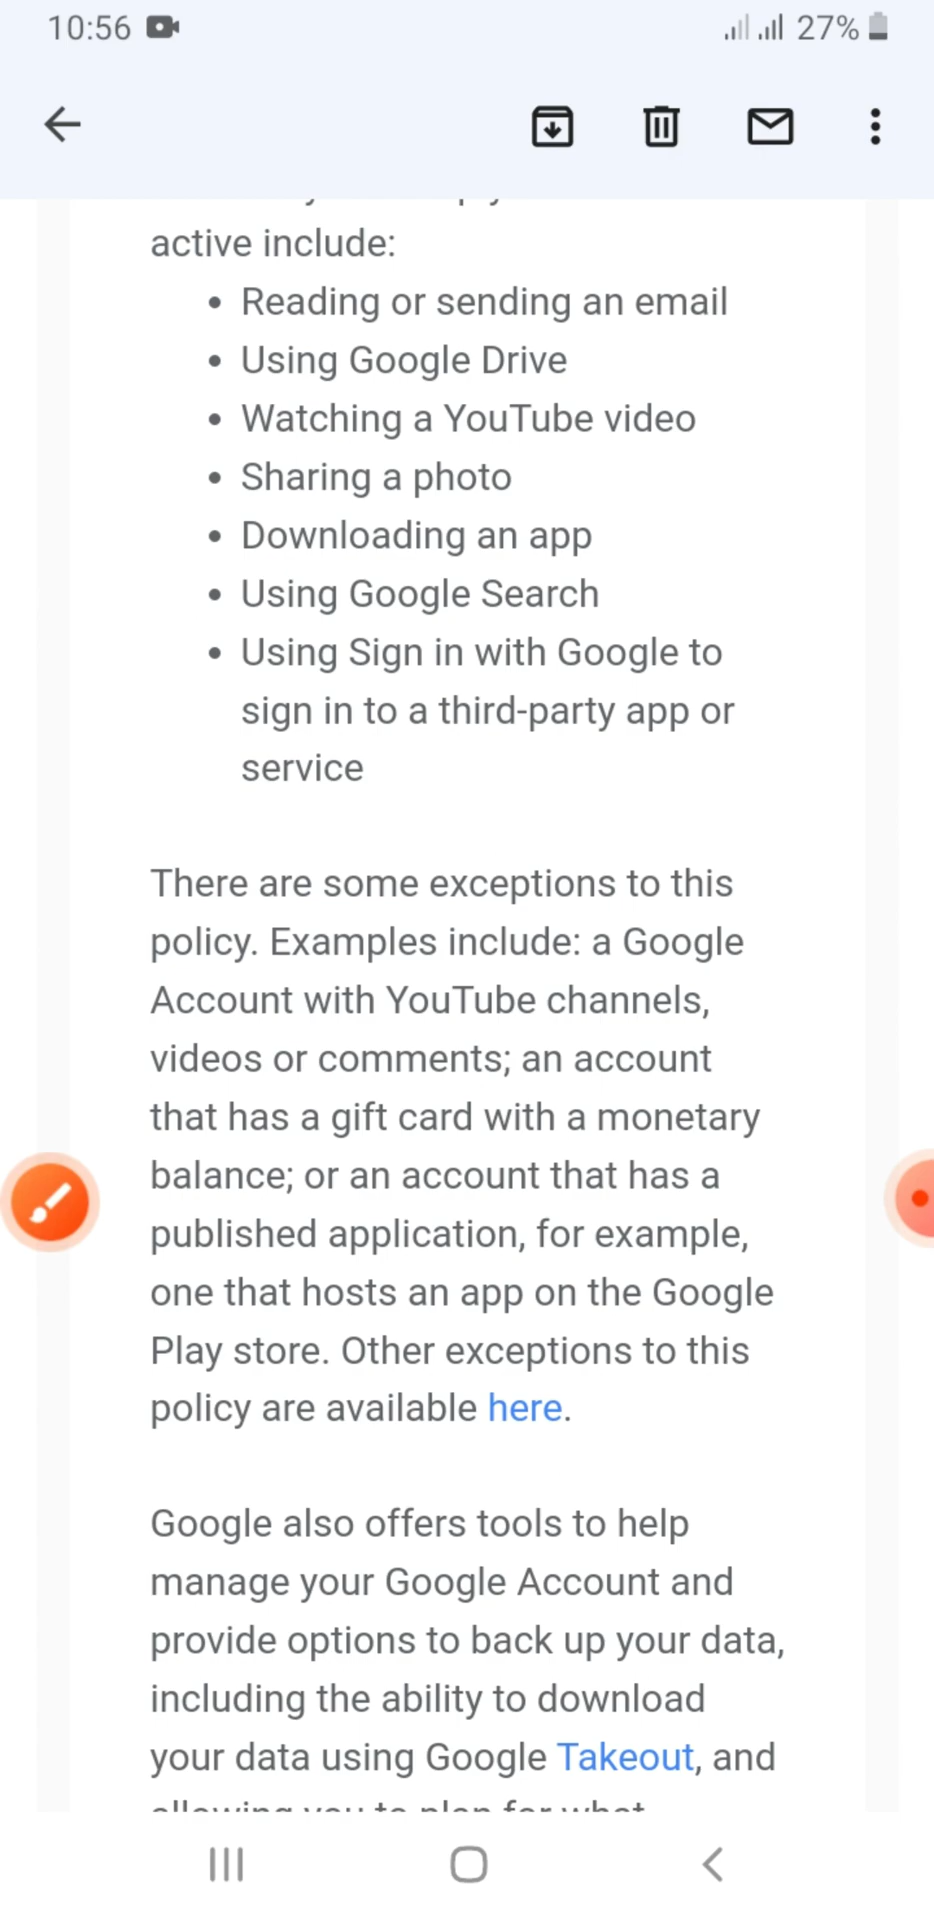 10:56
27%
active include:
• Reading or sending an email
• Using Google Drive
• Watching a YouTube video
• Sharing a photo
• Downloading an app
• Using Google Search
• Using Sign in with Google to
sign in to a third-party app or
service
There are some exceptions to this
policy. Examples include: a Google
Account with YouTube channels,
videos or comments; an account
that has a gift card with a monetary
balance; or an account that has a
published application, for example,
one that hosts an app on the Google
Play store. Other exceptions to this
policy are available here.
Google also offers tools to help
manage your Google Account and
provide options to back up your data,
including the ability to download
your data using Google Takeout, and
allowing you to plan for what